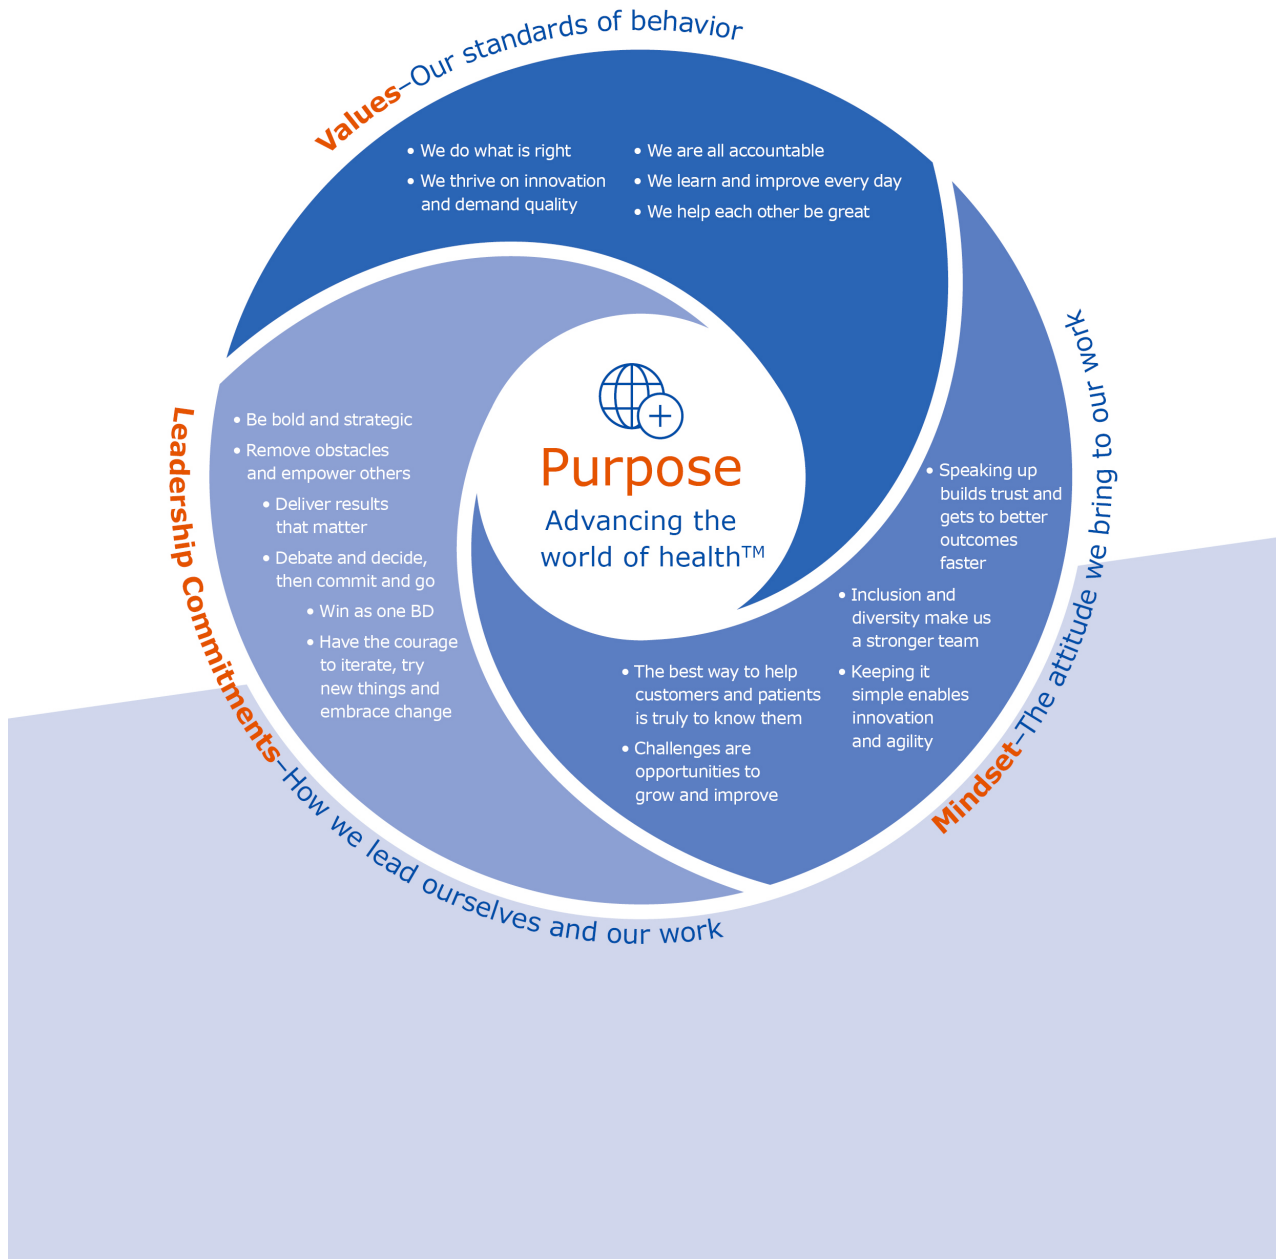 Values–Our standards of behavior
• We do what is right
• We thrive on innovation
and demand quality
• We are all accountable
• We learn and improve every day
• We help each other be great
Leadership Commitments–How we lead ourselves and our work
• Be bold and strategic
• Remove obstacles
and empower others
• Deliver results
that matter
• Debate and decide,
then commit and go
• Win as one BD
• Have the courage
to iterate, try
new things and
embrace change
Purpose
Advancing the
world of health™
Mindset–The attitude we bring to our work
• Speaking up
builds trust and
gets to better
outcomes
faster
• Inclusion and
diversity make us
a stronger team
• Keeping it
simple enables
innovation
and agility
• The best way to help
customers and patients
is truly to know them
• Challenges are
opportunities to
grow and improve